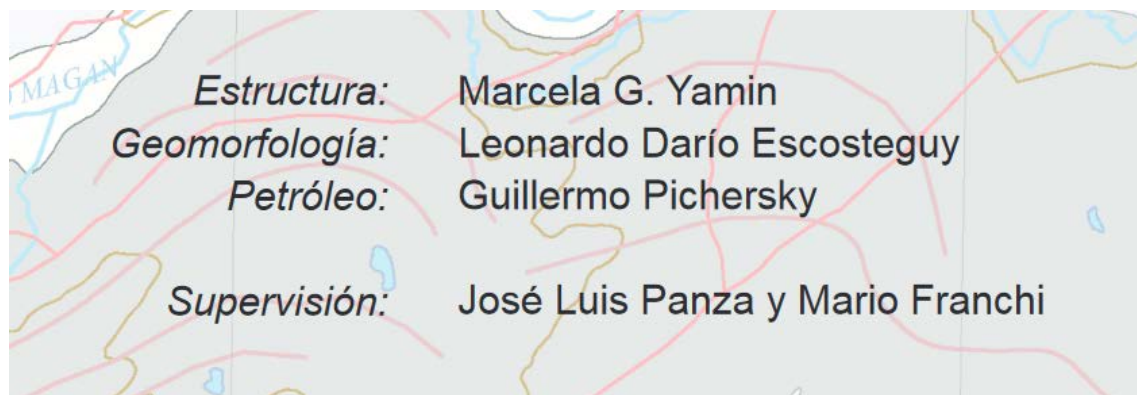 MAGAN
Estructura: Marcela G. Yamin
Geomorfología: Leonardo Darío Escosteguy
Petróleo: Guillermo Pichersky
Supervisión: José Luis Panza y Mario Franchi